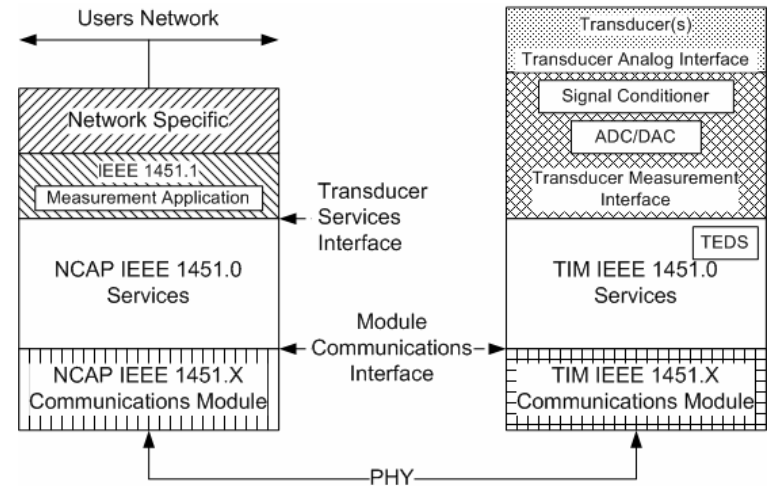 Users Network
Network Specific
IEEE 1451.1
Measurement Application
NCAP IEEE 1451.0
Services
NCAP IEEE 1451.X
Communications Module
Transducer
Services
Interface
Module
Communications
Interface
PHY
Transducer(s)
Transducer Analog Interface
Signal Conditioner
ADC/DAC
Transducer Measurement
Interface
TEDS
TIM IEEE 1451.0
Services
TIM IEEE 1451.X
Communications Module